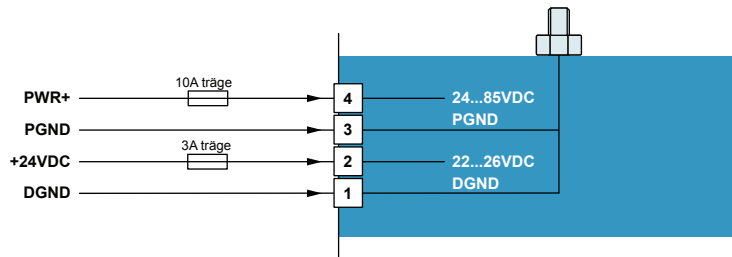 10A träge
PWR+ 4 24...85VDC
PGND 3 PGND
3A träge
+24VDC 2 22...26VDC
DGND 1 DGND